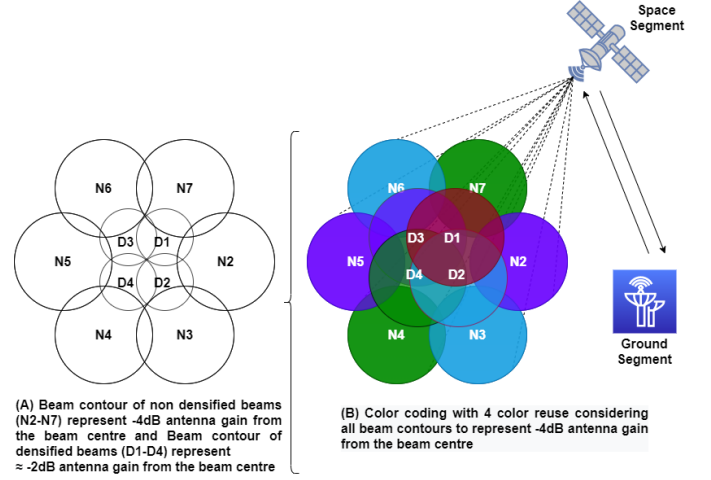 Space
Segment
N6
N7
D3
D1
N5
N2
D4
D2
N4
N3
N6
N7
D3
D1
N5
N2
D4
D2
N4
N3
Ground
Segment
(A) Beam contour of non densified beams
(N2-N7) represent -4dB antenna gain from
the beam centre and Beam contour of
densified beams (D1-D4) represent
≈ -2dB antenna gain from the beam centre
(B) Color coding with 4 color reuse considering
all beam contours to represent -4dB antenna gain
from the beam centre